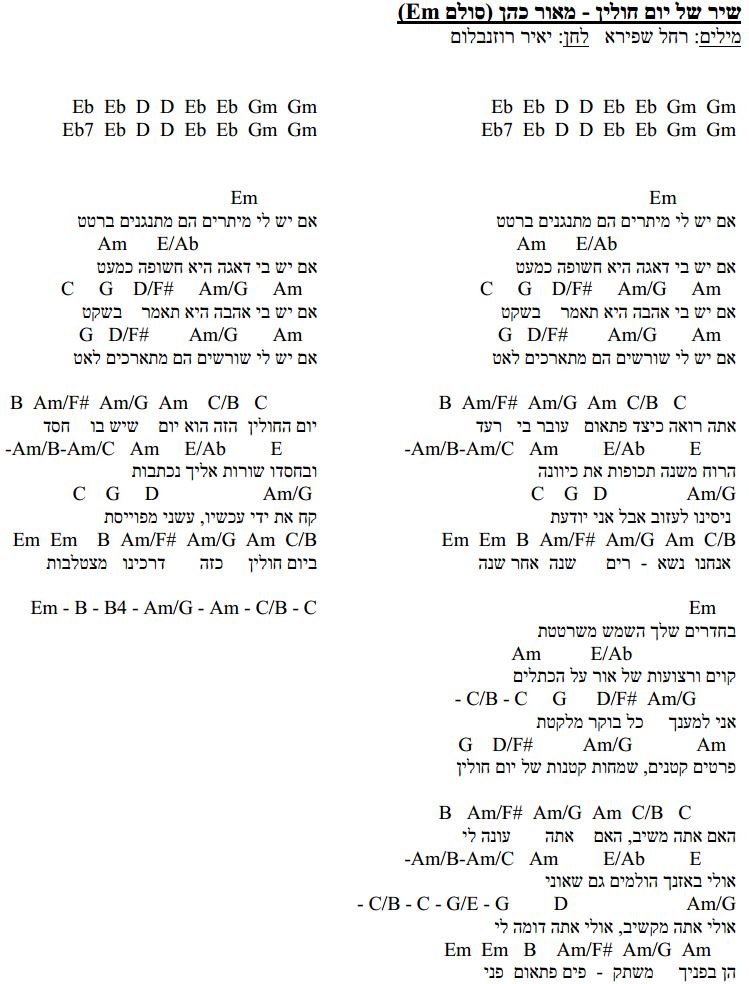 שיר של יום חולין - מאור כהן (סולם Em)
מילים: רחל שפירא לחן: יאיר רוזנבלום
Eb Eb D D Eb Eb Gm Gm
Eb7 Eb D D Eb Eb Gm Gm
Em
אם יש לי מיתרים הם מתנגנים ברטט
Am E/Ab
אם יש בי דאגה היא חשופה כמעט
C G D/F# Am/G Am
אם יש בי אהבה היא תאמר בשקט
G D/F# Am/G Am
אם יש לי שורשים הם מתארכים לאט
B Am/F# Am/G Am C/B C
אתה רואה כיצד פתאום עובר בי רעד
-Am/B-Am/C Am E/Ab E
הרוח משנה תכופות את כיוונה
C G D Am/G
ניסינו לעזוב אבל אני יודעת
Em Em B Am/F# Am/G Am C/B
אנחנו נשא - רים שנה אחר שנה
Em
בחדרים שלך השמש משרטטת
Am E/Ab
קוים ורצועות של אור על הכתלים
- C/B - C G D/F# Am/G
אני למענך כל בוקר מלקטת
G D/F# Am/G Am
פרטים קטנים, שמחות קטנות של יום חולין
B Am/F# Am/G Am C/B C
האם אתה משיב, האם אתה עונה לי
-Am/B-Am/C Am E/Ab E
אולי באזנך הולמים גם שאוני
- C/B - C - G/E - G D Am/G
אולי אתה מקשיב, אולי אתה דומה לי
Em Em B Am/F# Am/G Am
הן בפניך משתק - פים פתאום פני
Eb Eb D D Eb Eb Gm Gm
Eb7 Eb D D Eb Eb Gm Gm
Em
אם יש לי מיתרים הם מתנגנים ברטט
Am E/Ab
אם יש בי דאגה היא חשופה כמעט
C G D/F# Am/G Am
אם יש בי אהבה היא תאמר בשקט
G D/F# Am/G Am
אם יש לי שורשים הם מתארכים לאט
B Am/F# Am/G Am C/B C
יום החולין הזה הוא יום שיש בו חסד
-Am/B-Am/C Am E/Ab E
ובחסדו שורות אליך נכתבות
C G D Am/G
קח את ידי עכשיו, עשני מפוייסת
Em Em B Am/F# Am/G Am C/B
ביום חולין כזה דרכינו מצטלבות
Em - B - B4 - Am/G - Am - C/B - C